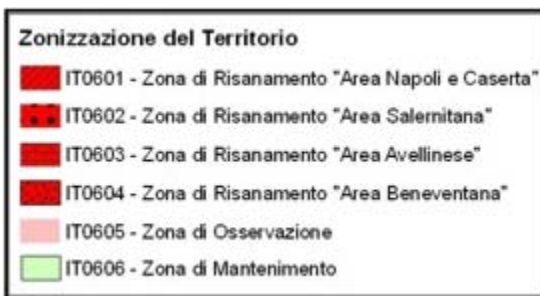 Zonizzazione del Territorio
IT0601 - Zona di Risanamento "Area Napoli e Caserta"
IT0602 - Zona di Risanamento "Area Salernitana"
IT0603 - Zona di Risanamento "Area Avellinese"
IT0604 - Zona di Risanamento "Area Beneventana"
IT0605 - Zona di Osservazione
IT0606 - Zona di Mantenimento